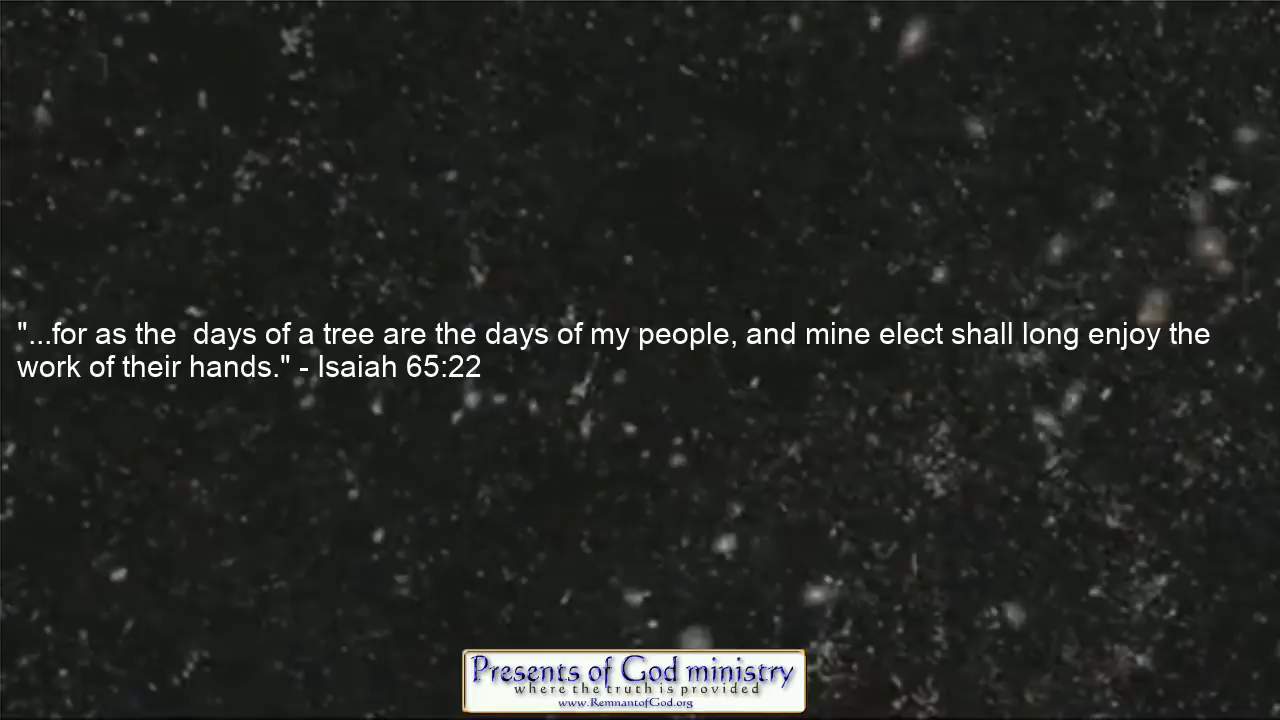 "...for as the  days of a tree are the days of my people, and mine elect shall long enjoy the
work of their hands." - Isaiah 65:22
Presents of God ministry
where the truth is provided
www.RemnantofGod.org